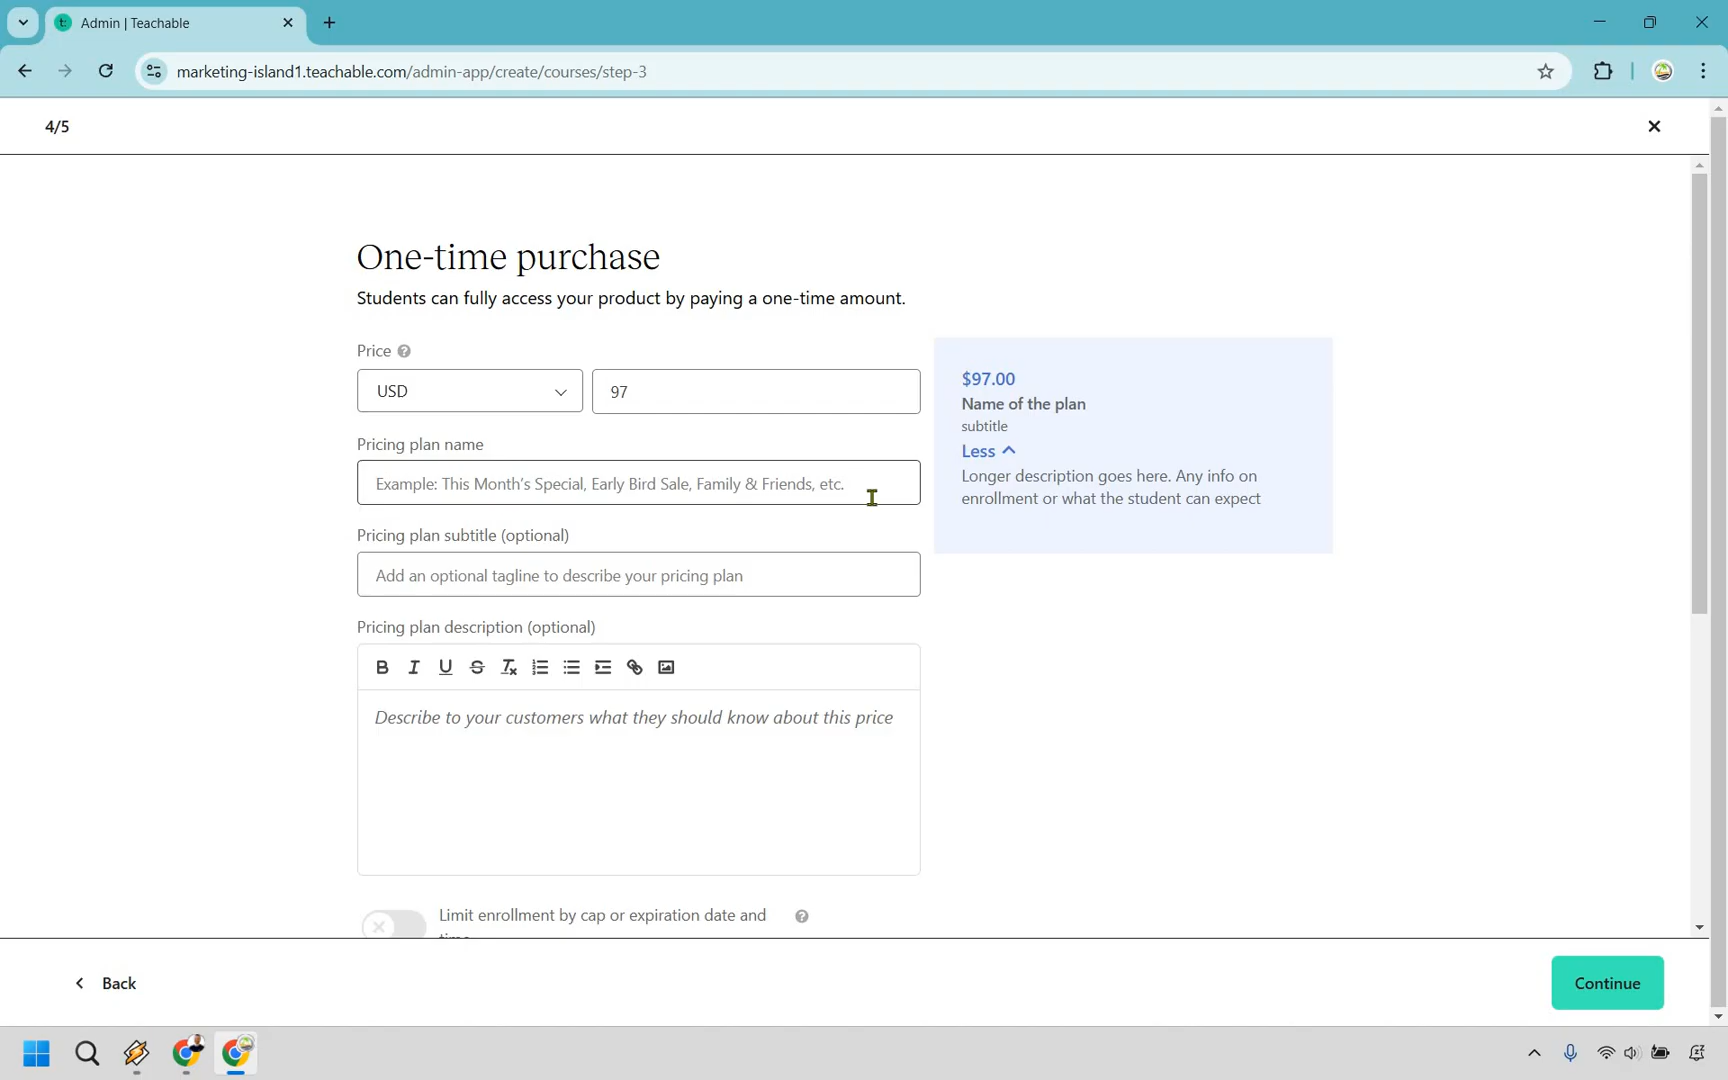 Admin | Teachable
marketing-island1.teachable.com/admin-app/create/courses/step-3
4/5
One-time purchase
Students can fully access your product by paying a one-time amount.
Price
USD
97
$97.00
Name of the plan
subtitle
Less
Longer description goes here. Any info on
enrollment or what the student can expect
Pricing plan name
Example: This Month’s Special, Early Bird Sale, Family & Friends, etc.
Pricing plan subtitle (optional)
Add an optional tagline to describe your pricing plan
Pricing plan description (optional)
Describe to your customers what they should know about this price
Limit enrollment by cap or expiration date and
time
Back
Continue